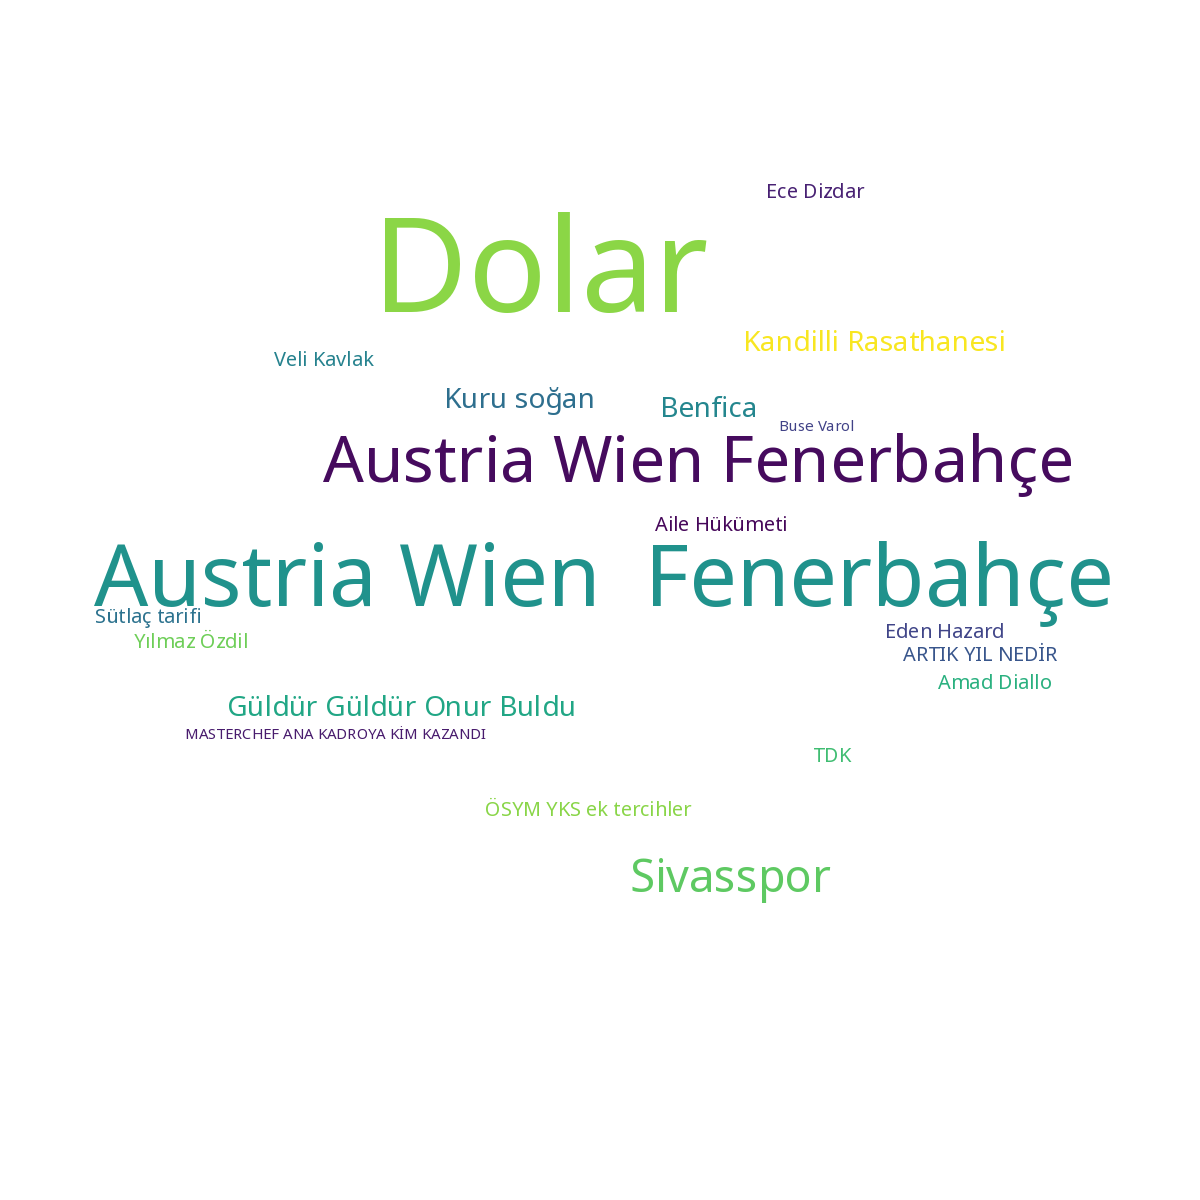 Ece Dizdar
Dolar
Kandilli Rasathanesi
Veli Kavlak
Kuru soğan
Benfica
Buse Varol
Austria Wien Fenerbahçe
Aile Hükümeti
Austria Wien  Fenerbahçe
Sütlaç tarifi
Eden Hazard
Yılmaz Özdil
ARTIK YIL NEDİR
Amad Diallo
Güldür Güldür Onur Buldu
MASTERCHEF ANA KADROYA KİM KAZANDI
TDK
ÖSYM YKS ek tercihler
Sivasspor